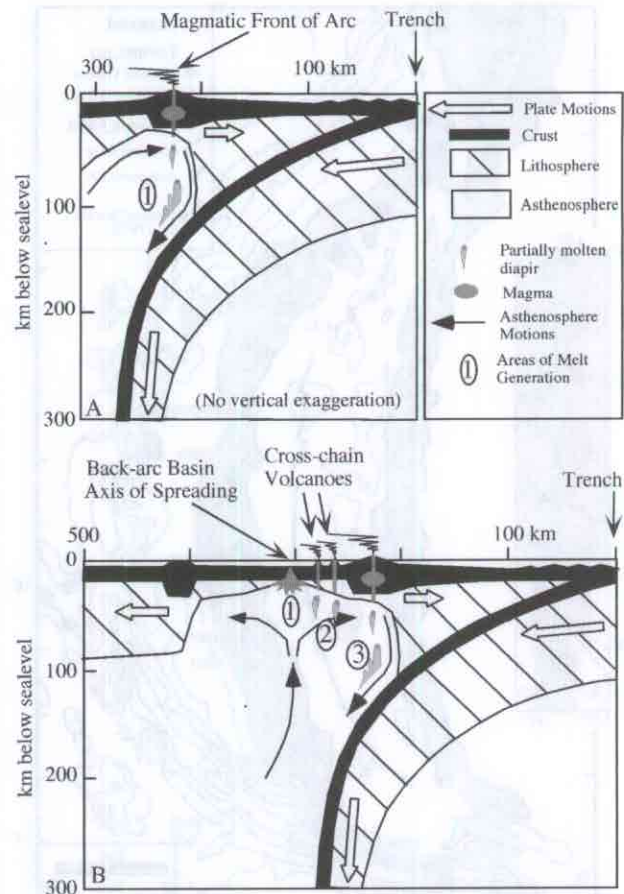 Magmatic Front of Arc
Trench
300
100 km
0
100
200
300
km below sealevel
A
(No vertical exaggeration)
1
Plate Motions
Crust
Lithosphere
Asthenosphere
Partially molten
diapir
Magma
Asthenosphere
Motions
1
Areas of Melt
Generation
Back-arc Basin
Axis of Spreading
Cross-chain
Volcanoes
Trench
500
100 km
0
100
200
300
km below sealevel
1
2
3
B